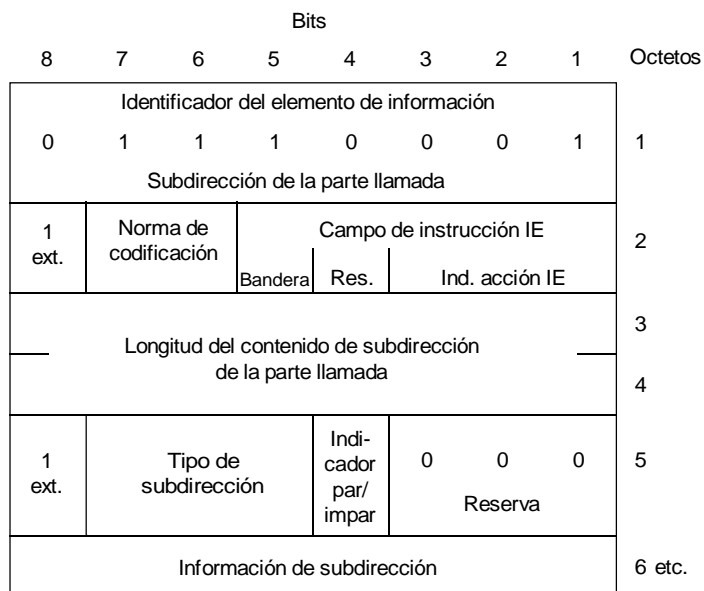 Bits
8 7 6 5 4 3 2 1 Octetos
Identificador del elemento de información
0 1 1 1 0 0 0 1 1
Subdirección de la parte llamada
1 ext.
Norma de codificación
Campo de instrucción IE
2
Bandera Res. Ind. acción IE
3
Longitud del contenido de subdirección
de la parte llamada
4
1 ext.
Tipo de subdirección
Indi-
cador
par/
impar
0 0 0
Reserva
5
Información de subdirección 6 etc.